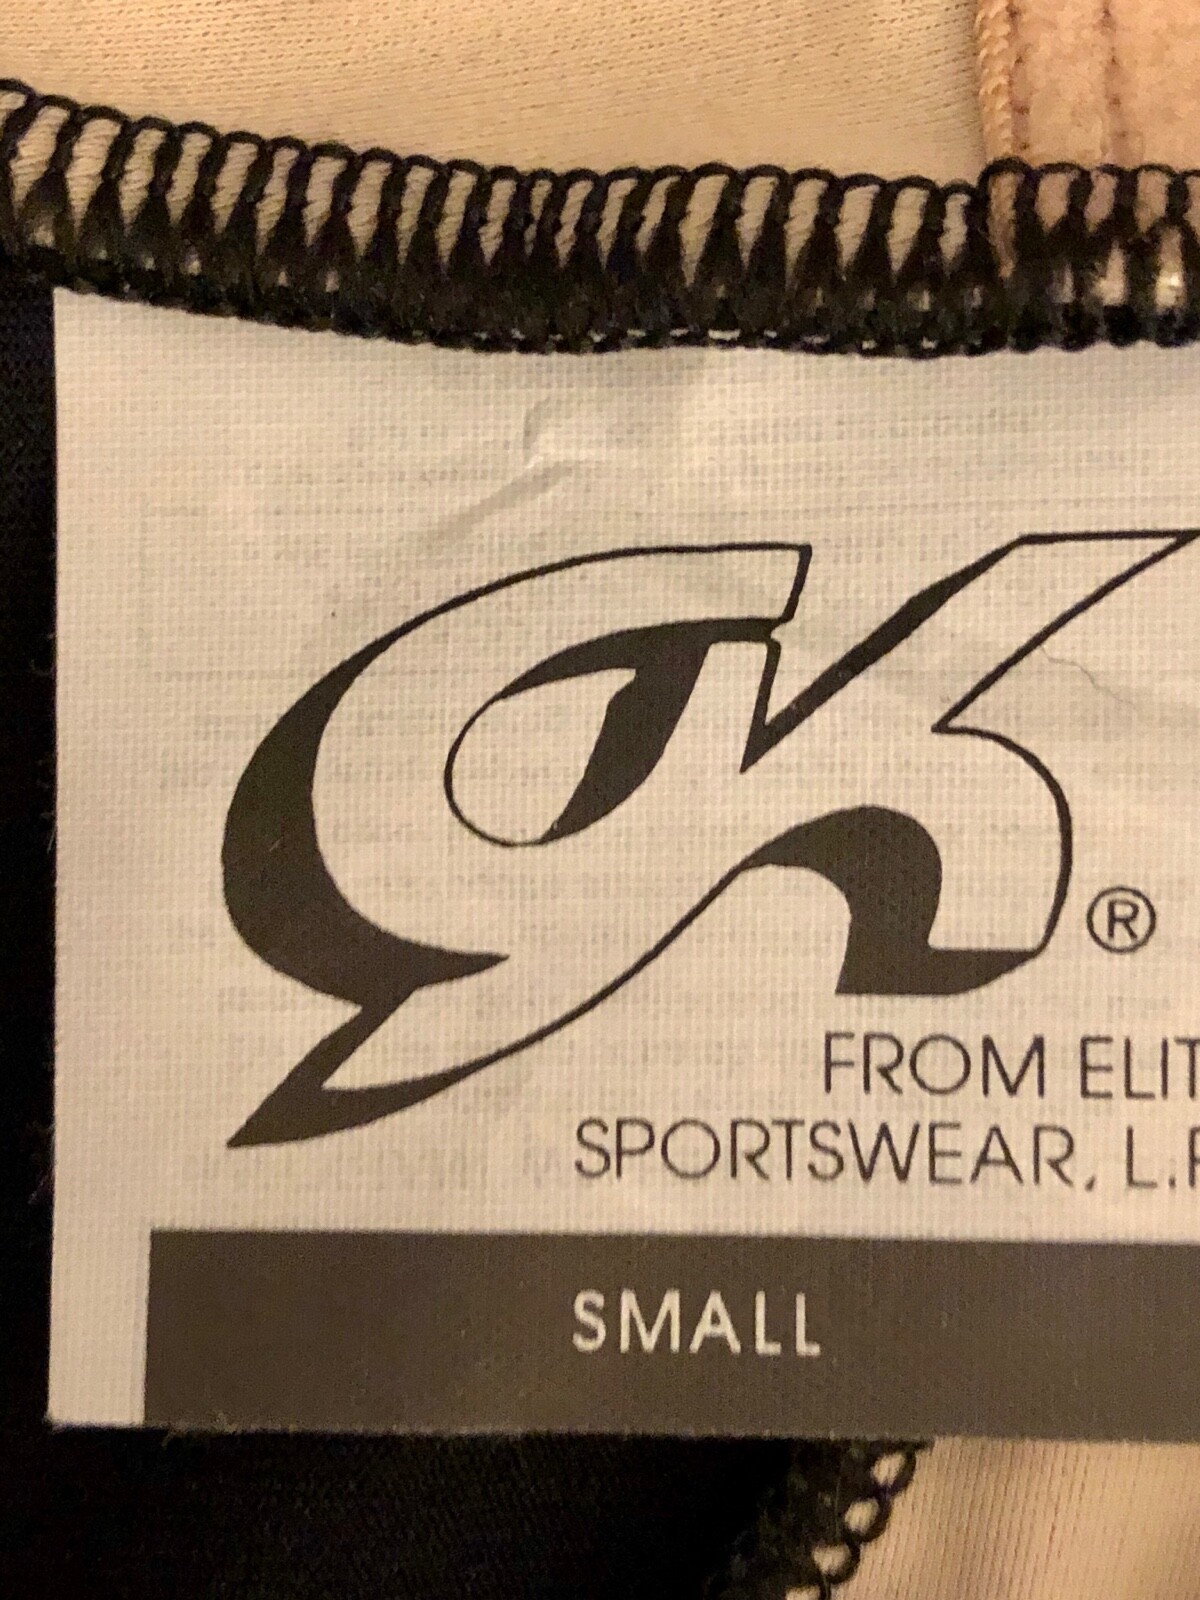 GK®
FROM ELIT
SPORTSWEAR, L.P
SMALL